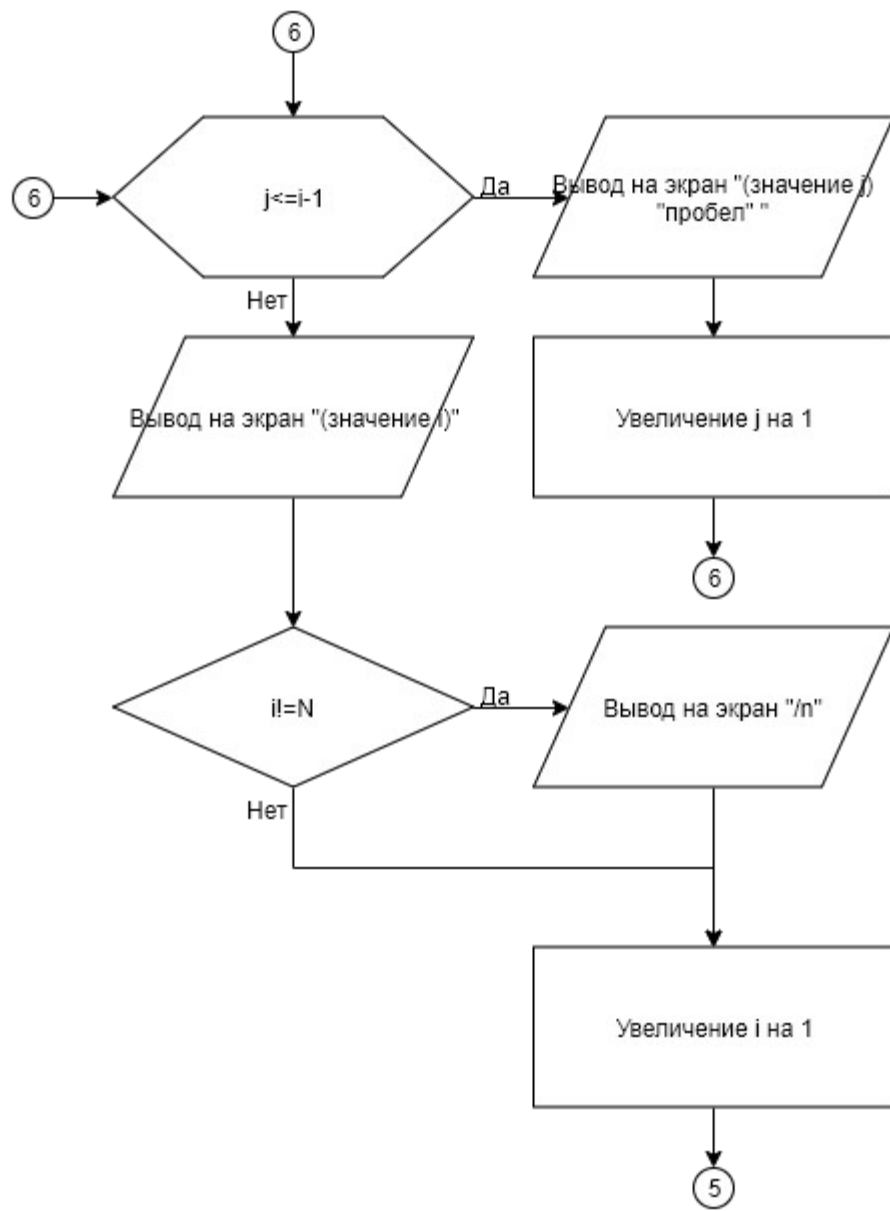 6
6
j<=i-1
Да
Вывод на экран "(значение j)
"пробел" "
Нет
Вывод на экран "(значение i)"
Увеличение j на 1
6
i!=N
Да
Вывод на экран "/n"
Нет
Увеличение i на 1
5